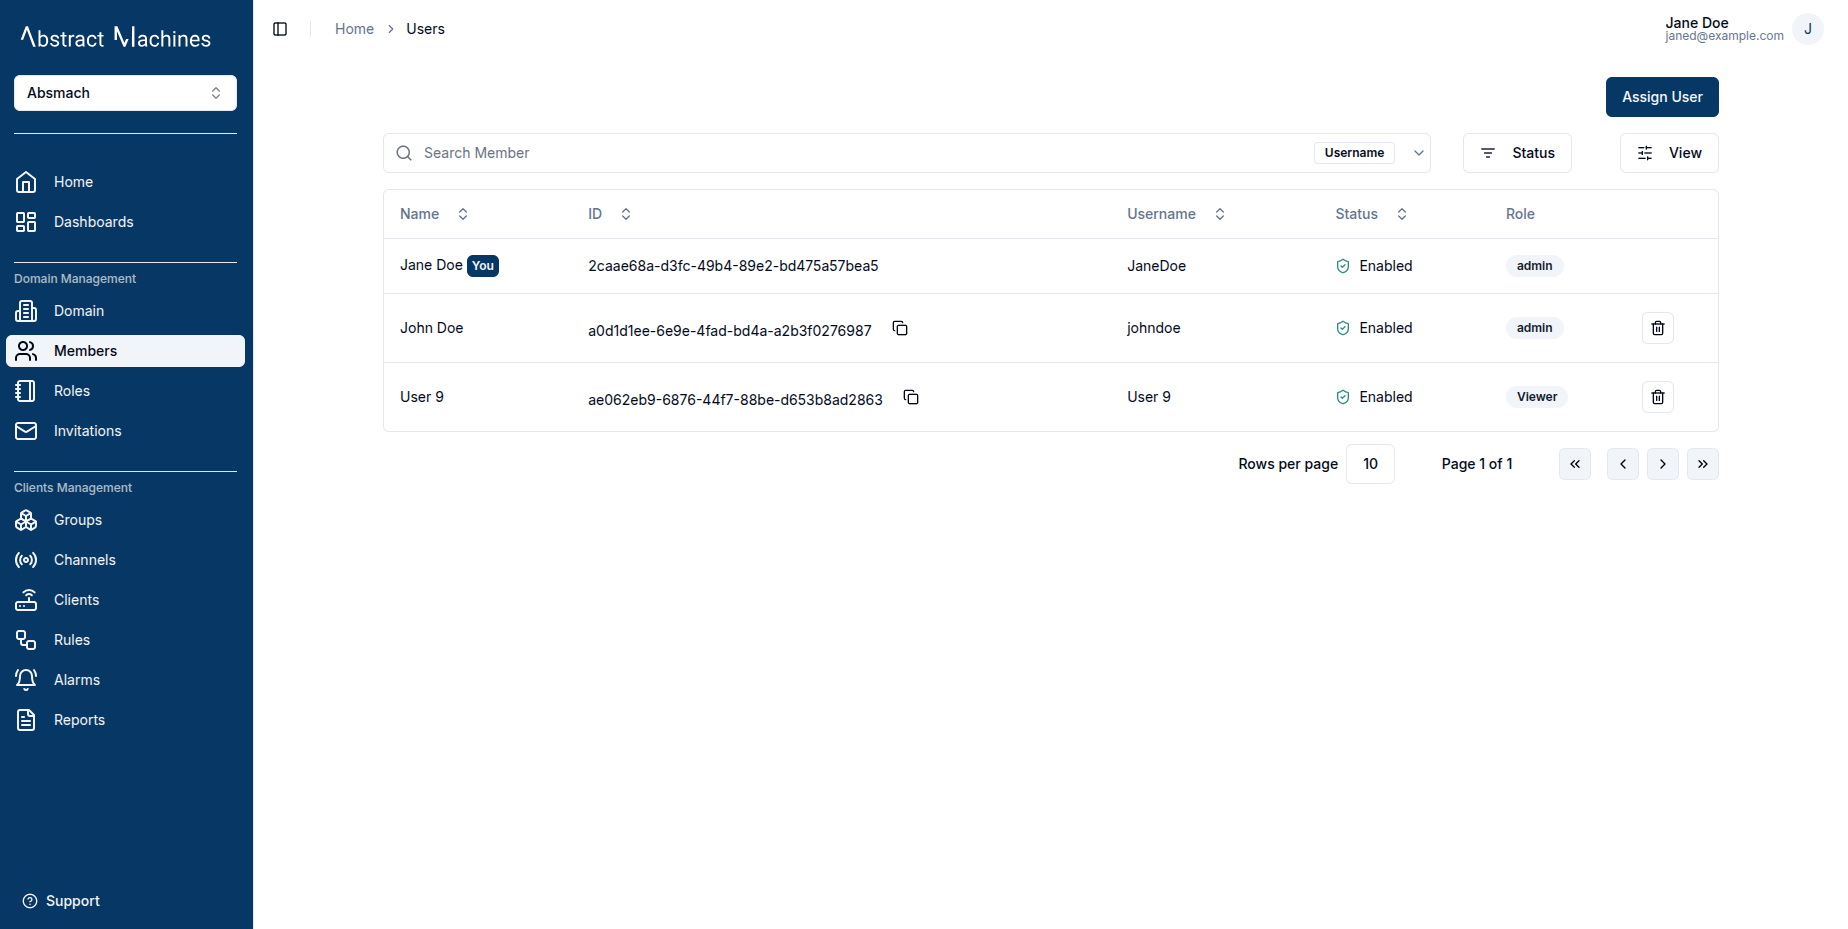 Abstract Machines
Absmach
Home
Dashboards
Domain Management
Domain
Members
Roles
Invitations
Clients Management
Groups
Channels
Clients
Rules
Alarms
Reports
Support
Home > Users
Jane Doe
janed@example.com
J
Assign User
Search Member Username Status View
Name ID Username Status Role
Jane Doe You 2caae68a-d3fc-49b4-89e2-bd475a57bea5 JaneDoe Enabled admin
John Doe a0d1d1ee-6e9e-4fad-bd4a-a2b3f0276987 johndoe Enabled admin
User 9 ae062eb9-6876-44f7-88be-d653b8ad2863 User 9 Enabled Viewer
Rows per page 10 Page 1 of 1